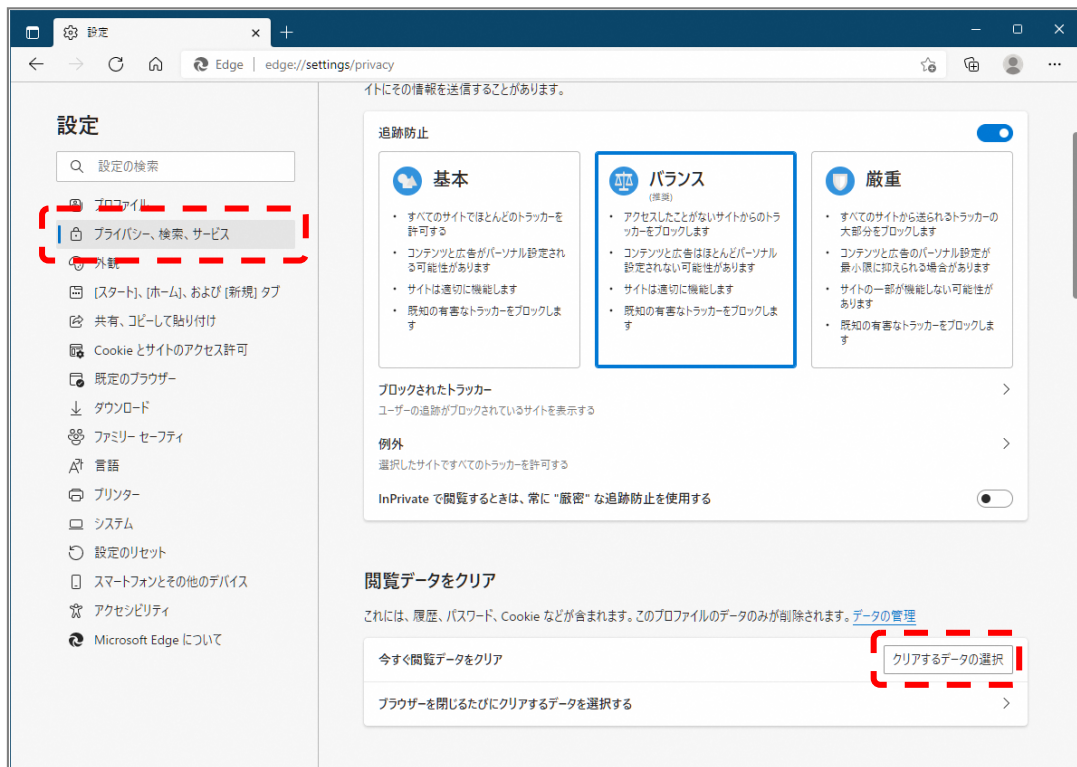 設定
Edge
edge://settings/privacy
設定
設定の検索
プロファイル
プライバシー、検索、サービス
外観
[スタート]、[ホーム]、および [新規] タブ
共有、コピーして貼り付け
Cookie とサイトのアクセス許可
既定のブラウザー
ダウンロード
ファミリー セーフティ
言語
プリンター
システム
設定のリセット
スマートフォンとその他のデバイス
アクセシビリティ
Microsoft Edge について
イトにその情報を送信することがあります。
追跡防止
基本
• すべてのサイトでほとんどのトラッカーを
許可する
• コンテンツと広告がパーソナル設定され
る可能性があります
• サイトは適切に機能します
• 既知の有害なトラッカーをブロックしま
す
バランス
(推奨)
• アクセスしたことがないサイトからのトラ
ッカーをブロックします
• コンテンツと広告はほとんどパーソナル
設定されない可能性があります
• サイトは適切に機能します
• 既知の有害なトラッカーをブロックしま
す
厳重
• すべてのサイトから送られるトラッカーの
大部分をブロックします
• コンテンツと広告のパーソナル設定が
最小限に抑えられる場合があります
• サイトの一部が機能しない可能性が
あります
• 既知の有害なトラッカーをブロックしま
す
ブロックされたトラッカー
ユーザーの追跡がブロックされているサイトを表示する
例外
選択したサイトですべてのトラッカーを許可する
InPrivate で閲覧するときは、常に "厳密" な追跡防止を使用する
閲覧データをクリア
これには、履歴、パスワード、Cookie などが含まれます。このプロファイルのデータのみが削除されます。データの管理
今すぐ閲覧データをクリア
クリアするデータの選択
ブラウザーを閉じるたびにクリアするデータを選択する